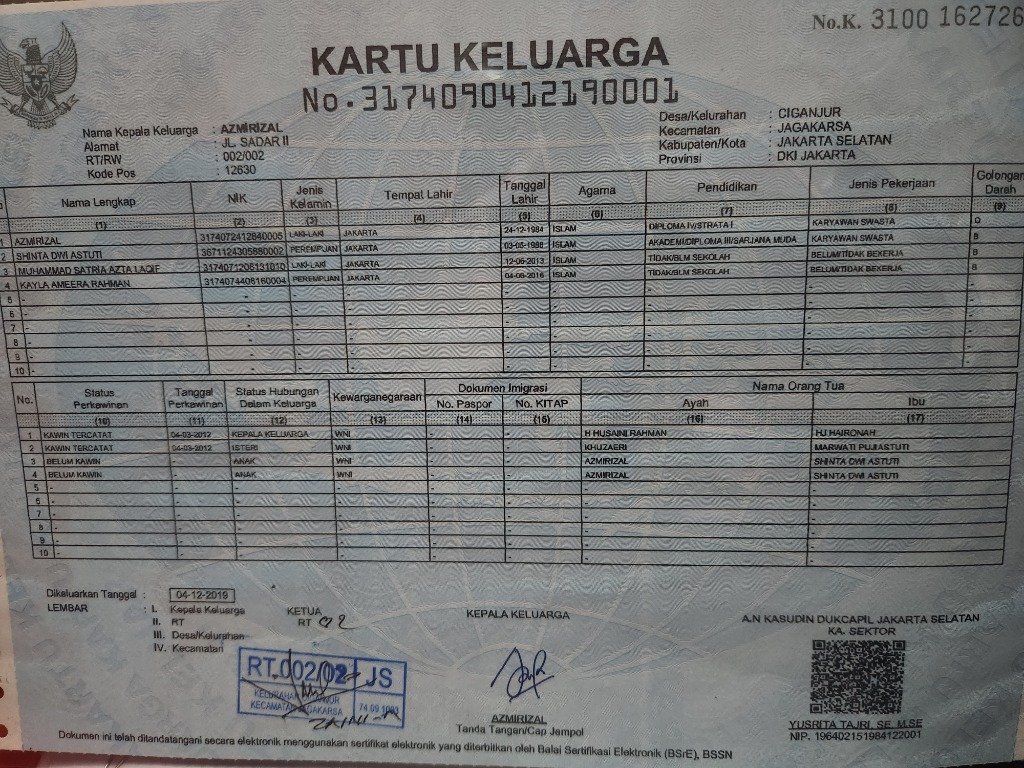 No.K. 3100 162726
KARTU KELUARGA
No. 3174090412190001
Nama Kepala Keluarga : AZMIRIZAL
Alamat : JL SADAR II
RT/RW : 002/002
Kode Pos : 12630
Desa/Kelurahan : CIGANJUR
Kecamatan : JAGAKARSA
Kabupaten/Kota : JAKARTA SELATAN
Provinsi : DKI JAKARTA
Nama Lengkap NIK Jenis Kelamin Tempat Lahir Tanggal Lahir Agama Pendidikan Jenis Pekerjaan Golongan Darah
(1) (2) (3) (4) (5) (6) (7) (8) (9)
1 AZMIRIZAL 3174072412840006 LAKI-LAKI JAKARTA 24-12-1984 ISLAM DIPLOMA IV/STRATA I KARYAWAN SWASTA O
2 SHINTA DWI ASTUTI 3671124305880002 PEREMPUAN JAKARTA 03-05-1988 ISLAM AKADEMI/DIPLOMA III/SARJANA MUDA KARYAWAN SWASTA B
3 MUHAMMAD SATRIA AZTA LAQIF 3174071206131010 LAKI-LAKI JAKARTA 12-06-2013 ISLAM TIDAK/BLM SEKOLAH BELUM/TIDAK BEKERJA B
4 KAYLA AMEERA RAHMAN 3174074406160004 PEREMPUAN JAKARTA 04-06-2016 ISLAM TIDAK/BLM SEKOLAH BELUM/TIDAK BEKERJA B
5 - - - - - - - - -
6 - - - - - - - - -
7 - - - - - - - - -
8 - - - - - - - - -
9 - - - - - - - - -
10 - - - - - - - - -
No. Status Perkawinan Tanggal Perkawinan Status Hubungan Dalam Keluarga Kewarganegaraan Dokumen Imigrasi Nama Orang Tua
No. Paspor No. KITAP Ayah Ibu
(10) (11) (12) (13) (14) (15) (16) (17)
1 KAWIN TERCATAT 04-03-2012 KEPALA KELUARGA WNI - - H HUSAINI RAHMAN HJ HAIRONAH
2 KAWIN TERCATAT 04-03-2012 ISTERI WNI - - KHUZAERI MARWATI PUJIASTUTI
3 BELUM KAWIN - ANAK WNI - - AZMIRIZAL SHINTA DWI ASTUTI
4 BELUM KAWIN - ANAK WNI - - AZMIRIZAL SHINTA DWI ASTUTI
5 - - - - - - - -
6 - - - - - - - -
7 - - - - - - - -
8 - - - - - - - -
9 - - - - - - - -
10 - - - - - - - -
Dikeluarkan Tanggal : 04-12-2019
LEMBAR : I. Kepala Keluarga
II. RT
III. Desa/Kelurahan
IV. Kecamatan
KETUA
RT 02
RT.002/02 JS
KELURAHAN
KECAMATAN JAGAKARSA
KEPALA KELUARGA
AZMIRIZAL
Tanda Tangan/Cap Jempol
A.N KASUDIN DUKCAPIL JAKARTA SELATAN
KA. SEKTOR
YUSRITA TAJRI, SE, M.SE
NIP. 196402151984122001
Dokumen ini telah ditandatangani secara elektronik menggunakan sertifikat elektronik yang diterbitkan oleh Balai Sertifikasi Elektronik (BSrE), BSSN